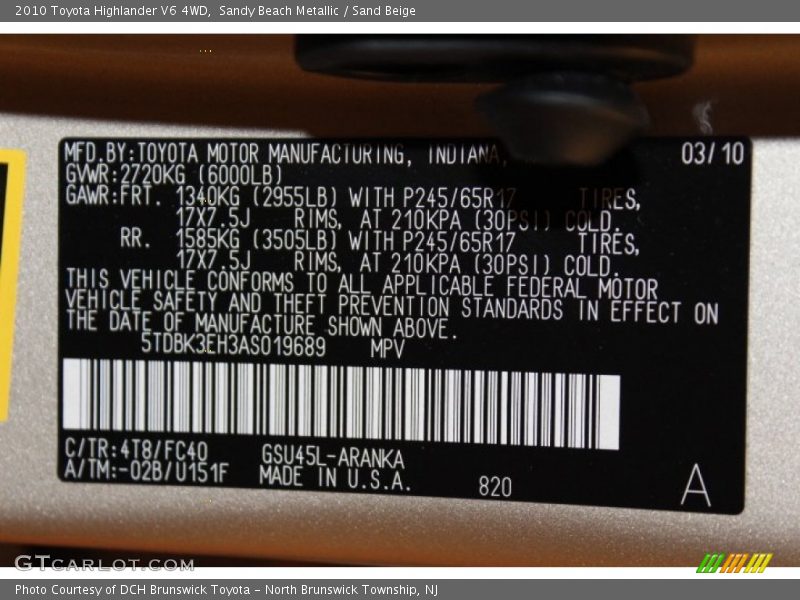 2010 Toyota Highlander V6 4WD, Sandy Beach Metallic / Sand Beige
MFD.BY:TOYOTA MOTOR MANUFACTURING, INDIANA, 03/10
GVWR:2720KG (6000LB)
GAWR:FRT. 1340KG (2955LB) WITH P245/65R17 TIRES,
17X7.5J RIMS, AT 210KPA (30PSI) COLD.
RR. 1585KG (3505LB) WITH P245/65R17 TIRES,
17X7.5J RIMS, AT 210KPA (30PSI) COLD.
THIS VEHICLE CONFORMS TO ALL APPLICABLE FEDERAL MOTOR
VEHICLE SAFETY AND THEFT PREVENTION STANDARDS IN EFFECT ON
THE DATE OF MANUFACTURE SHOWN ABOVE.
5TDBK3EH3AS019689 MPV
C/TR:4T8/FC40 GSU45L-ARANKA
A/TM:-02B/U151F MADE IN U.S.A. 820 A
GTCARLOT.COM
Photo Courtesy of DCH Brunswick Toyota - North Brunswick Township, NJ